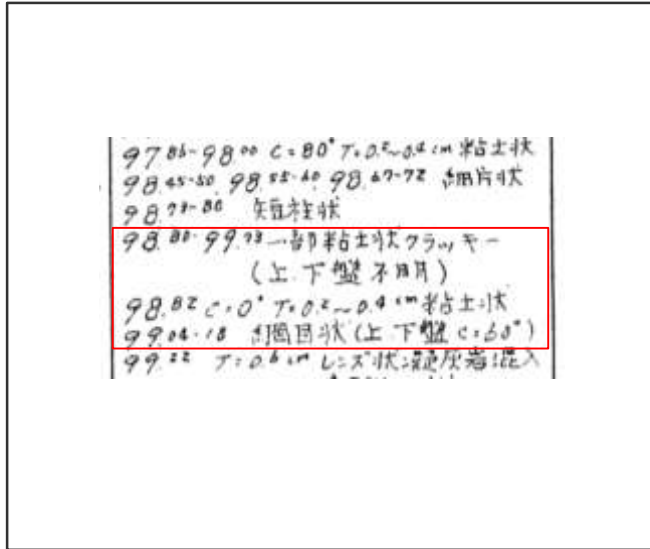 97.86-98.00 C=80° T=0.2~0.4cm 粘土状
98.45-50, 98.55-60, 98.67-72 細片状
98.73-80 短柱状
98.80-99.73 一部粘土状クラッキー
(上.下盤不明)
98.82 C=0° T=0.2~0.4cm 粘土状
99.04-18 網目状(上.下盤 C=60°)
99.22 T=0.6cm レンズ状凝灰岩混入